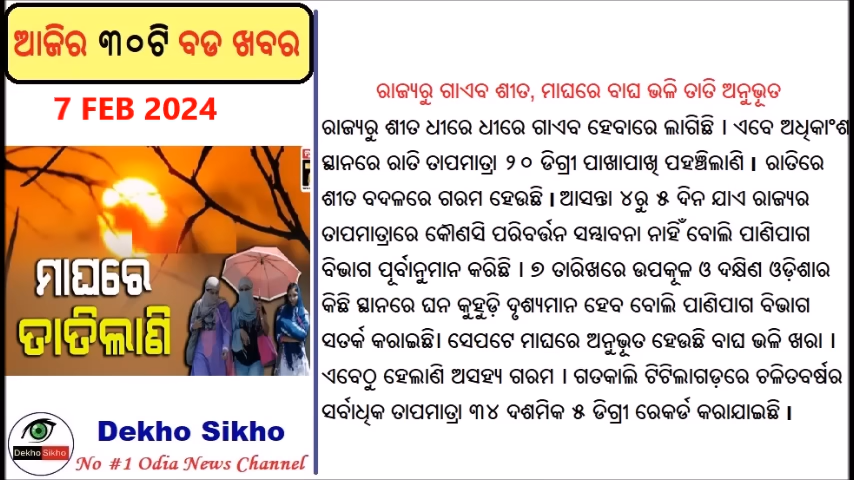 ଆଜିର ୩୦ଟି ବଡ ଖବର
7 FEB 2024
ମାଘରେ
ତାତିଲାଣି
Dekho Sikho
Dekho Sikho
No #1 Odia News Channel
ରାଜ୍ୟରୁ ଗାଏବ ଶୀତ, ମାଘରେ ବାଘ ଭଳି ତାତି ଅନୁଭୂତ
ରାଜ୍ୟରୁ ଶୀତ ଧୀରେ ଧୀରେ ଗାଏବ ହେବାରେ ଲାଗିଛି । ଏବେ ଅଧିକାଂଶ
ସ୍ଥାନରେ ରାତି ତାପମାତ୍ରା ୨୦ ଡିଗ୍ରୀ ପାଖାପାଖି ପହଞ୍ଚିଲାଣି । ରାତିରେ
ଶୀତ ବଦଳରେ ଗରମ ହେଉଛି । ଆସନ୍ତା ୪ରୁ ୫ ଦିନ ଯାଏ ରାଜ୍ୟର
ତାପମାତ୍ରାରେ କୌଣସି ପରିବର୍ତ୍ତନ ସମ୍ଭାବନା ନାହିଁ ବୋଲି ପାଣିପାଗ
ବିଭାଗ ପୂର୍ବାନୁମାନ କରିଛି । ୭ ତାରିଖରେ ଉପକୂଳ ଓ ଦକ୍ଷିଣ ଓଡ଼ିଶାର
କିଛି ସ୍ଥାନରେ ଘନ କୁହୁଡ଼ି ଦୃଶ୍ୟମାନ ହେବ ବୋଲି ପାଣିପାଗ ବିଭାଗ
ସତର୍କ କରାଇଛି। ସେପଟେ ମାଘରେ ଅନୁଭୂତ ହେଉଛି ବାଘ ଭଳି ଖରା ।
ଏବେଠୁ ହେଲାଣି ଅସହ୍ୟ ଗରମ । ଗତକାଲି ଟିଟିଲାଗଡ଼ରେ ଚଳିତବର୍ଷର
ସର୍ବାଧିକ ତାପମାତ୍ରା ୩୪ ଦଶମିକ ୫ ଡିଗ୍ରୀ ରେକର୍ଡ କରାଯାଇଛି ।